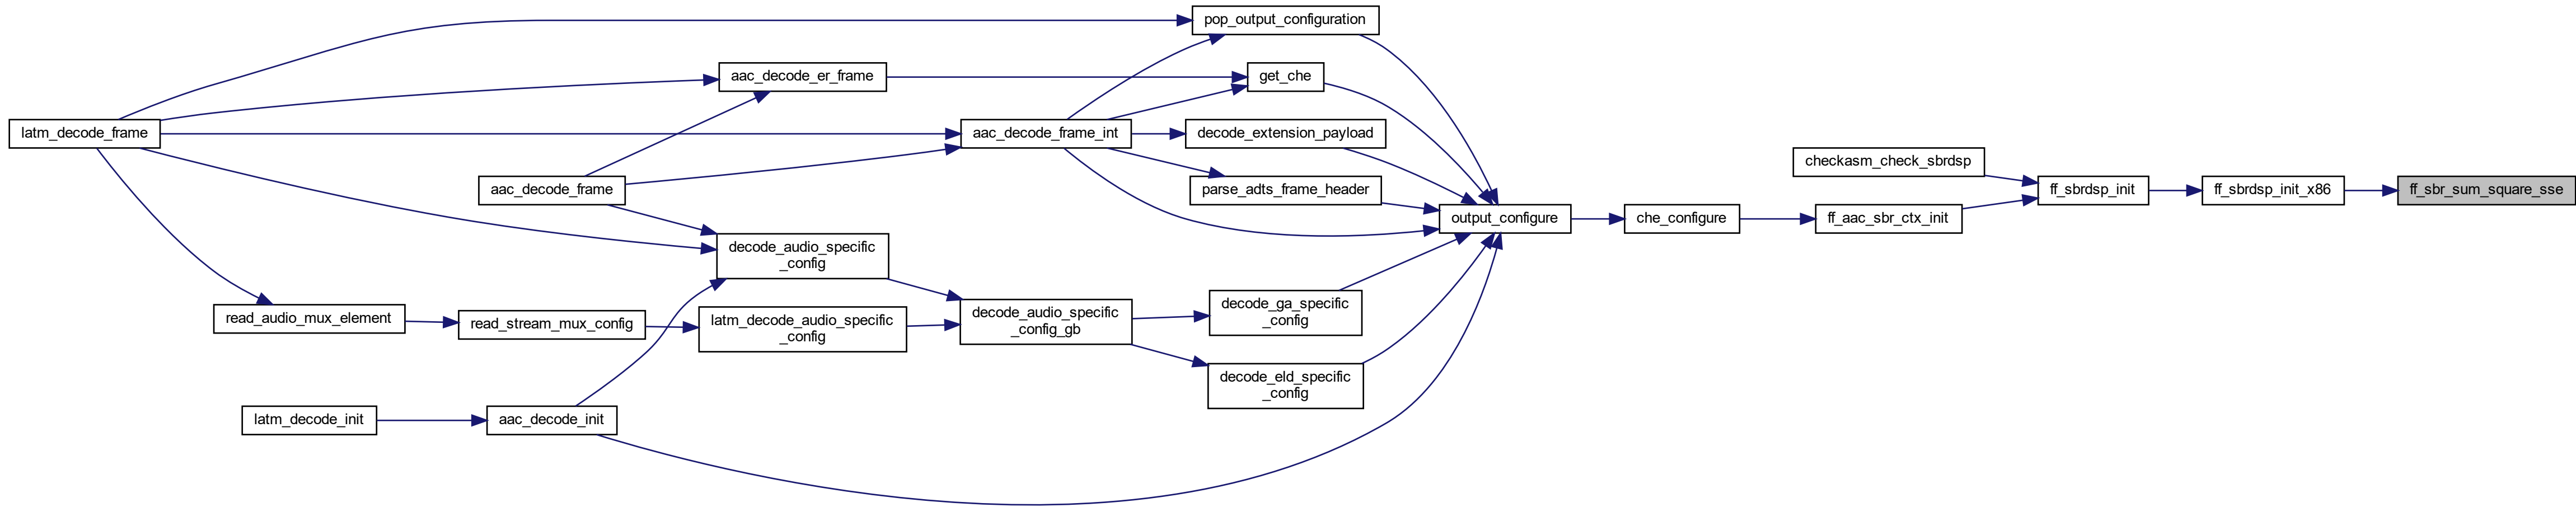 pop_output_configuration
aac_decode_er_frame
get_che
latm_decode_frame
aac_decode_frame_int
decode_extension_payload
checkasm_check_sbrdsp
aac_decode_frame
parse_adts_frame_header
ff_sbrdsp_init
ff_sbrdsp_init_x86
ff_sbr_sum_square_sse
output_configure
che_configure
ff_aac_sbr_ctx_init
decode_audio_specific
_config
read_audio_mux_element
read_stream_mux_config
latm_decode_audio_specific
_config
decode_audio_specific
_config_gb
decode_ga_specific
_config
decode_eld_specific
_config
latm_decode_init
aac_decode_init